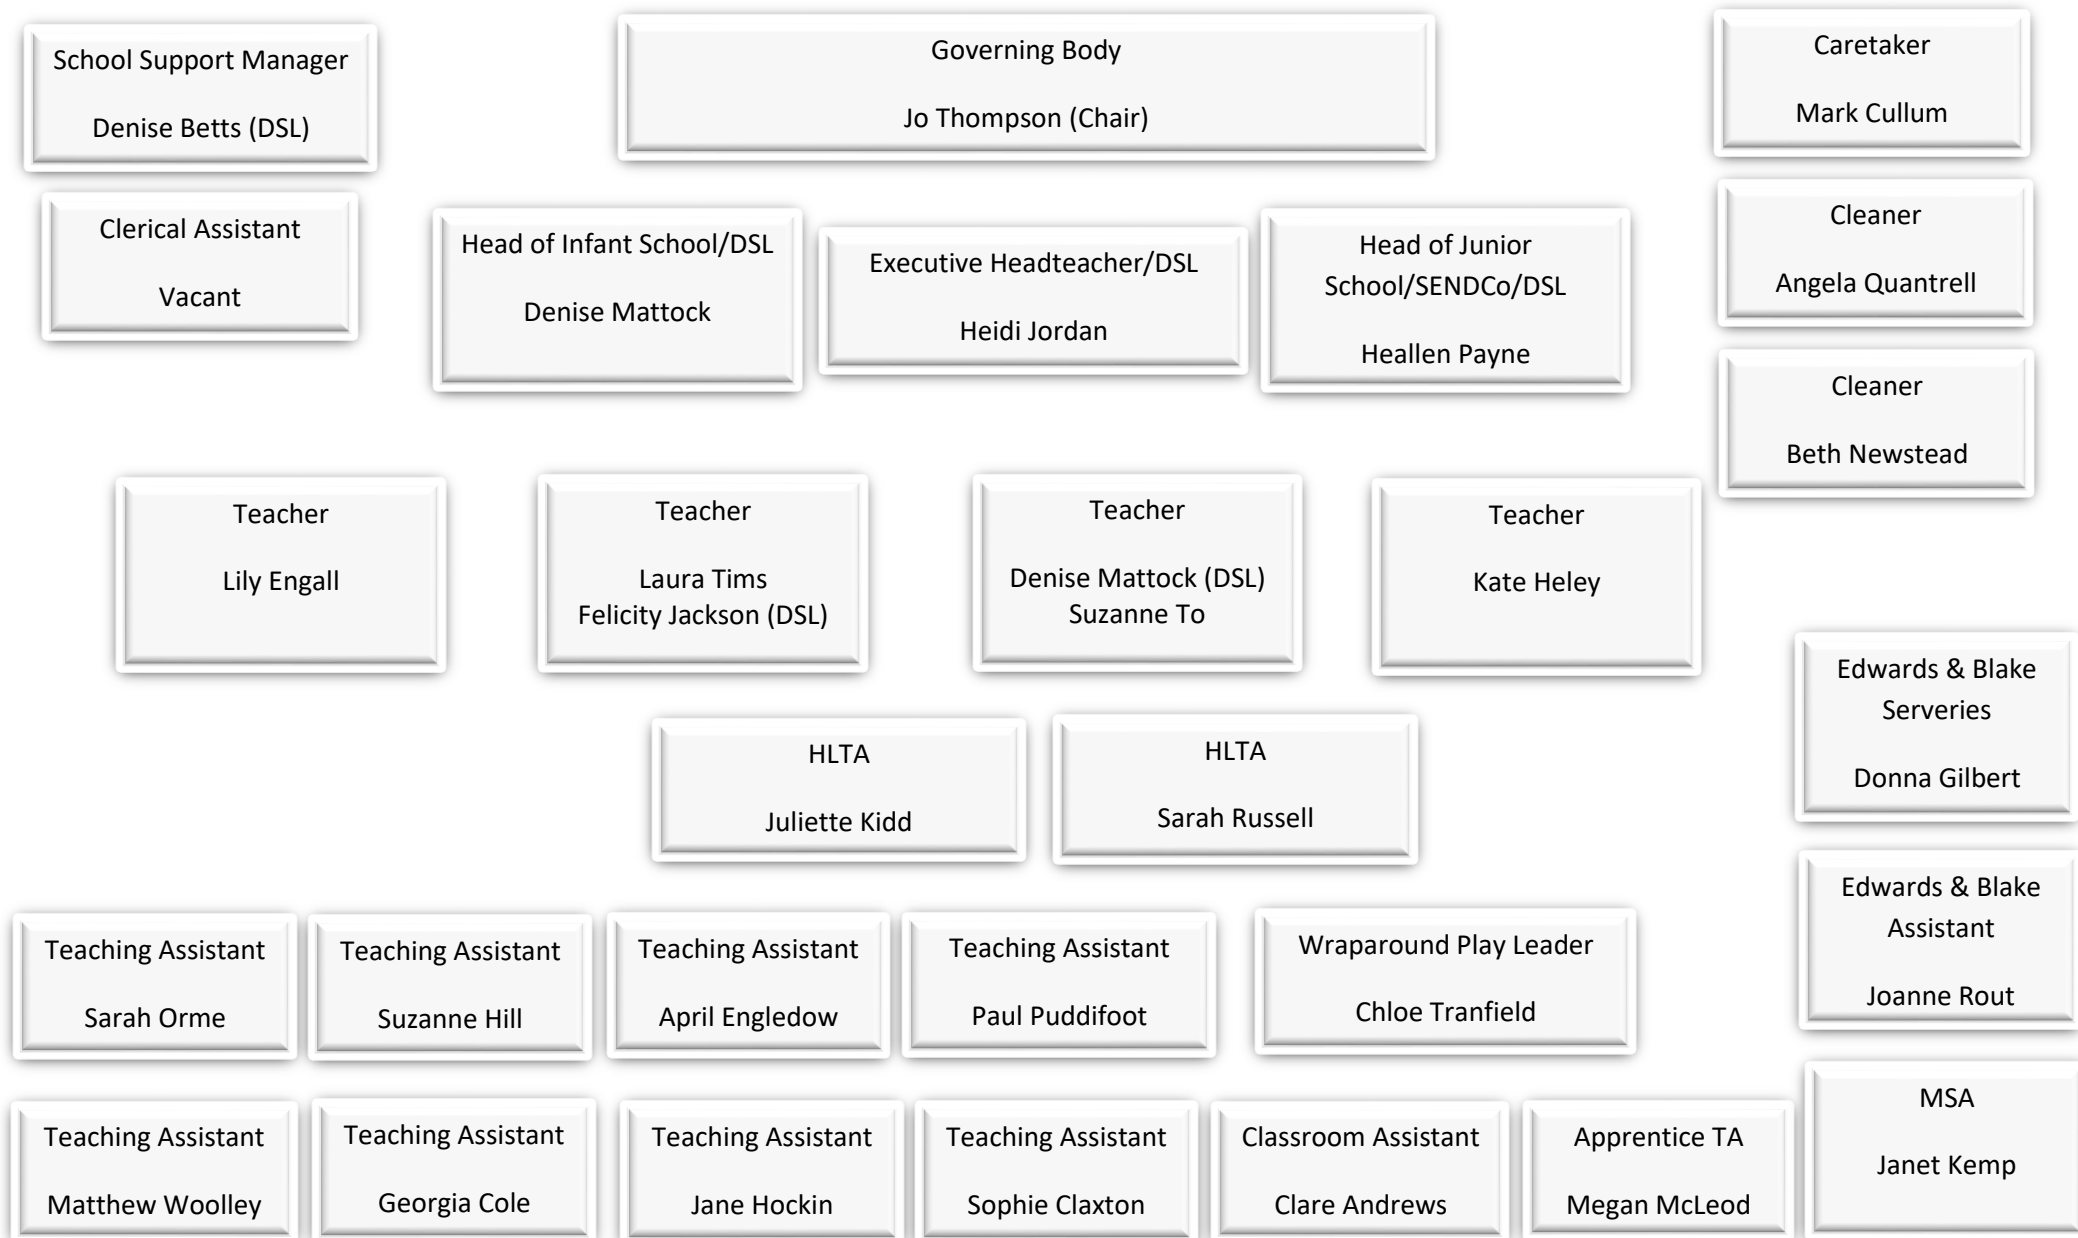 School Support Manager
Denise Betts (DSL)
Governing Body
Jo Thompson (Chair)
Caretaker
Mark Cullum
Clerical Assistant
Vacant
Head of Infant School/DSL
Denise Mattock
Executive Headteacher/DSL
Heidi Jordan
Head of Junior
School/SENDCo/DSL
Heallen Payne
Cleaner
Angela Quantrell
Cleaner
Beth Newstead
Teacher
Lily Engall
Teacher
Laura Tims
Felicity Jackson (DSL)
Teacher
Denise Mattock (DSL)
Suzanne To
Teacher
Kate Heley
Edwards & Blake
Serveries
Donna Gilbert
HLTA
Juliette Kidd
HLTA
Sarah Russell
Edwards & Blake
Assistant
Joanne Rout
Teaching Assistant
Sarah Orme
Teaching Assistant
Suzanne Hill
Teaching Assistant
April Engledow
Teaching Assistant
Paul Puddifoot
Wraparound Play Leader
Chloe Tranfield
MSA
Janet Kemp
Teaching Assistant
Matthew Woolley
Teaching Assistant
Georgia Cole
Teaching Assistant
Jane Hockin
Teaching Assistant
Sophie Claxton
Classroom Assistant
Clare Andrews
Apprentice TA
Megan McLeod